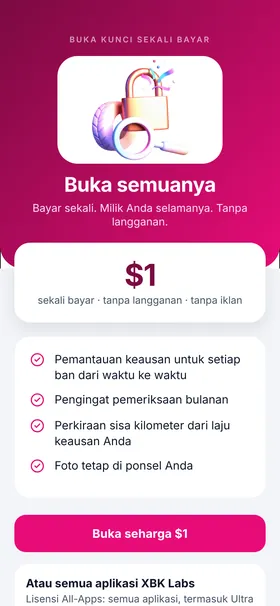 BUKA KUNCI SEKALI BAYAR
Buka semuanya
Bayar sekali. Milik Anda selamanya. Tanpa
langganan.
$1
sekali bayar · tanpa langganan · tanpa iklan
Pemantauan keausan untuk setiap
ban dari waktu ke waktu
Pengingat pemeriksaan bulanan
Perkiraan sisa kilometer dari laju
keausan Anda
Foto tetap di ponsel Anda
Buka seharga $1
Atau semua aplikasi XBK Labs
Lisensi All-Apps: semua aplikasi, termasuk Ultra